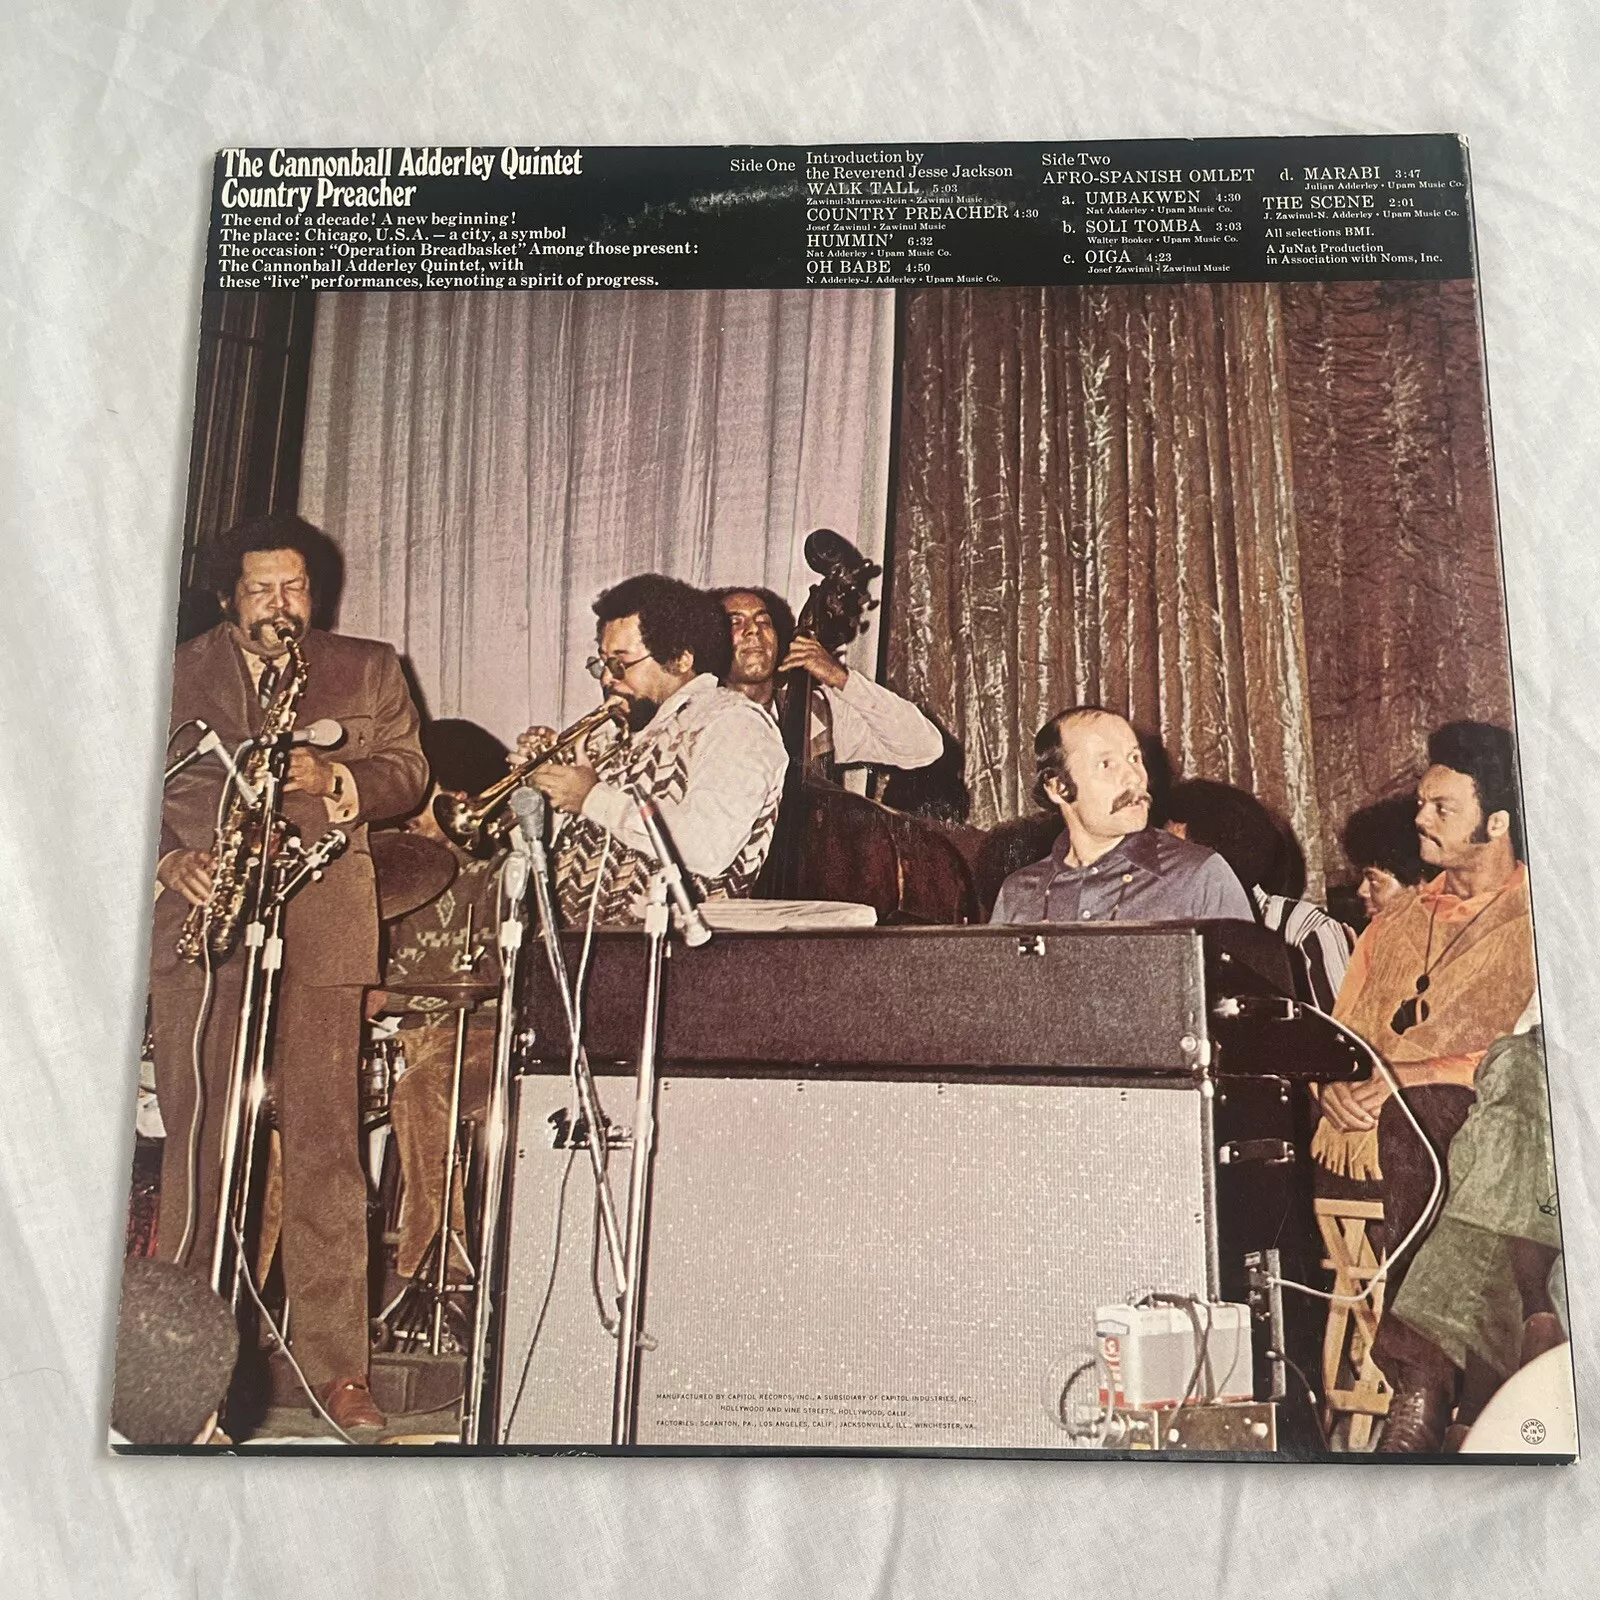 The Cannonball Adderley Quintet
Country Preacher
The end of a decade! A new beginning!
The place: Chicago, U.S.A. — a city, a symbol
The occasion: "Operation Breadbasket" Among those present:
The Cannonball Adderley Quintet, with
these "live" performances, keynoting a spirit of progress.
Side One
Introduction by
the Reverend Jesse Jackson
WALK TALL 5:03
Zawinul-Marrow-Rein • Zawinul Music
COUNTRY PREACHER 4:30
Josef Zawinul • Zawinul Music
HUMMIN' 6:32
Nat Adderley • Upam Music Co.
OH BABE 4:50
N. Adderley-J. Adderley • Upam Music Co.
Side Two
AFRO-SPANISH OMLET
a. UMBAKWEN 4:30
Nat Adderley • Upam Music Co.
b. SOLI TOMBA 3:03
Walter Booker • Upam Music Co.
c. OIGA 4:23
Josef Zawinul • Zawinul Music
d. MARABI 3:47
Julian Adderley • Upam Music Co.
THE SCENE 2:01
J. Zawinul-N. Adderley • Upam Music Co.
All selections BMI.
A JuNat Production
in Association with Noms, Inc.
MANUFACTURED BY CAPITOL RECORDS, INC., A SUBSIDIARY OF CAPITOL INDUSTRIES, INC.,
HOLLYWOOD AND VINE STREETS, HOLLYWOOD, CALIF.
FACTORIES: SCRANTON, PA., LOS ANGELES, CALIF., JACKSONVILLE, ILL., WINCHESTER, VA.
PRINTED
IN
USA